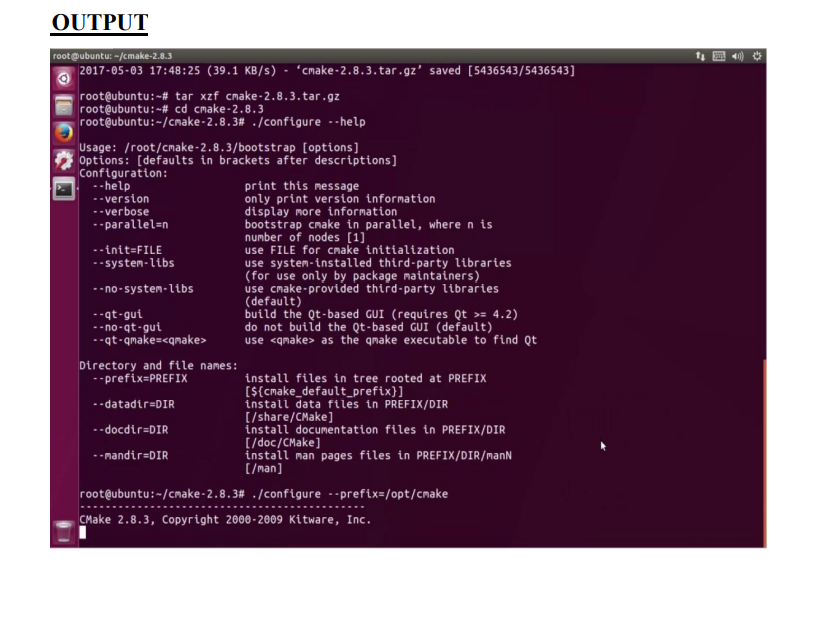 OUTPUT
root@ubuntu: ~/cmake-2.8.3
2017-05-03 17:48:25 (39.1 KB/s) - ‘cmake-2.8.3.tar.gz’ saved [5436543/5436543]
root@ubuntu:~# tar xzf cmake-2.8.3.tar.gz
root@ubuntu:~# cd cmake-2.8.3
root@ubuntu:~/cmake-2.8.3# ./configure --help
Usage: /root/cmake-2.8.3/bootstrap [options]
Options: [defaults in brackets after descriptions]
Configuration:
  --help                  print this message
  --version               only print version information
  --verbose               display more information
  --parallel=n            bootstrap cmake in parallel, where n is
                          number of nodes [1]
  --init=FILE             use FILE for cmake initialization
  --system-libs           use system-installed third-party libraries
                          (for use only by package maintainers)
  --no-system-libs        use cmake-provided third-party libraries
                          (default)
  --qt-gui                build the Qt-based GUI (requires Qt >= 4.2)
  --no-qt-gui             do not build the Qt-based GUI (default)
  --qt-qmake=<qmake>      use <qmake> as the qmake executable to find Qt
Directory and file names:
  --prefix=PREFIX         install files in tree rooted at PREFIX
                          [${cmake_default_prefix}]
  --datadir=DIR           install data files in PREFIX/DIR
                          [/share/CMake]
  --docdir=DIR            install documentation files in PREFIX/DIR
                          [/doc/CMake]
  --mandir=DIR            install man pages files in PREFIX/DIR/manN
                          [/man]
root@ubuntu:~/cmake-2.8.3# ./configure --prefix=/opt/cmake
---------------------------------------------
CMake 2.8.3, Copyright 2000-2009 Kitware, Inc.